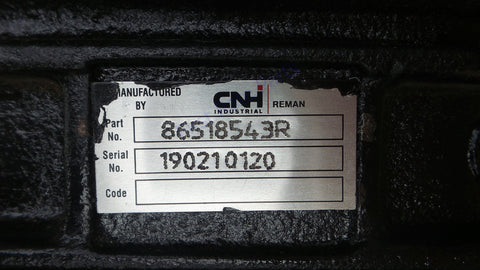 MANUFACTURED
BY
CNH
INDUSTRIAL
REMAN
Part
No.
86518543R
Serial
No.
190210120
Code